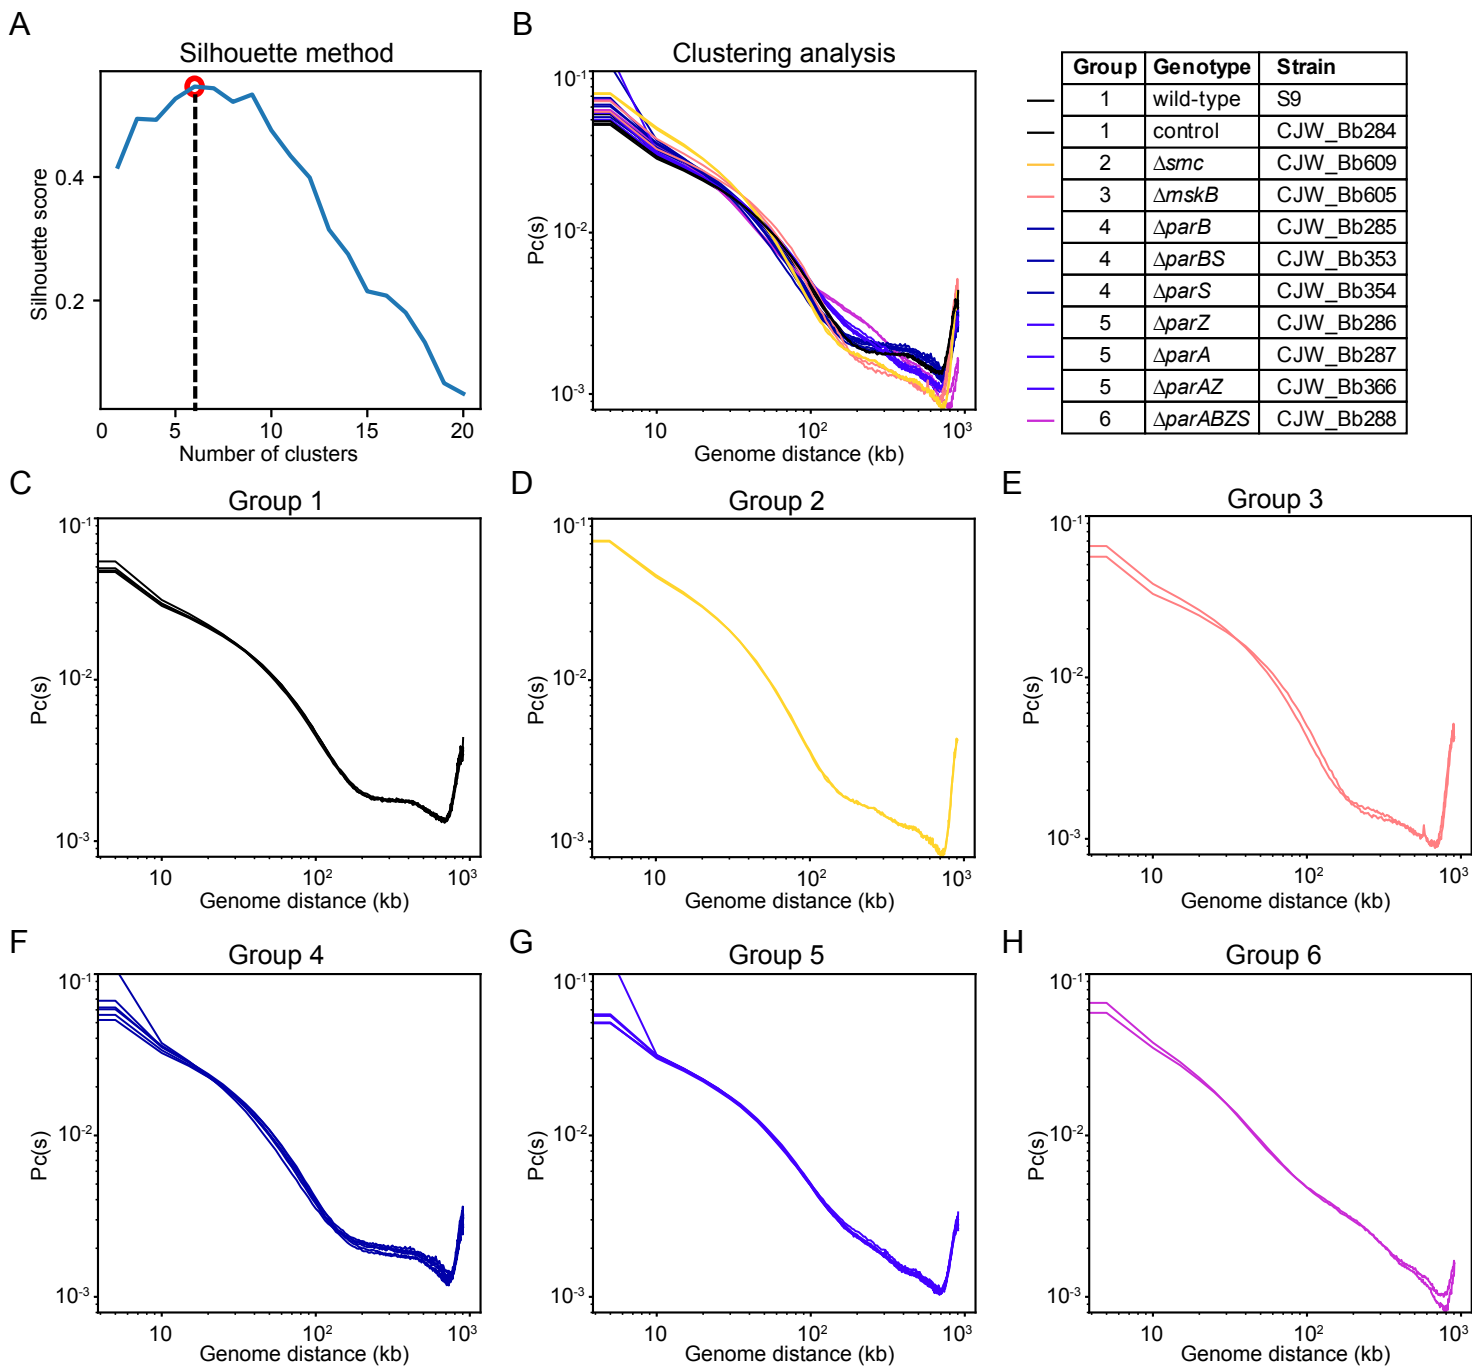 A
Silhouette method
Silhouette score
0.4
0.2
0
5
10
15
20
Number of clusters
B
Clustering analysis
Pc(s)
10-1
10-2
10-3
10
10²
10³
Genome distance (kb)
Group Genotype Strain
1 wild-type S9
1 control CJW_Bb284
2 Δsmc CJW_Bb609
3 ΔmskB CJW_Bb605
4 ΔparB CJW_Bb285
4 ΔparBS CJW_Bb353
4 ΔparS CJW_Bb354
5 ΔparZ CJW_Bb286
5 ΔparA CJW_Bb287
5 ΔparAZ CJW_Bb366
6 ΔparABZS CJW_Bb288
C
Group 1
Pc(s)
10-1
10-2
10-3
10
10²
10³
Genome distance (kb)
D
Group 2
Pc(s)
10-1
10-2
10-3
10
10²
10³
Genome distance (kb)
E
Group 3
Pc(s)
10-1
10-2
10-3
10
10²
10³
Genome distance (kb)
F
Group 4
Pc(s)
10-1
10-2
10-3
10
10²
10³
Genome distance (kb)
G
Group 5
Pc(s)
10-1
10-2
10-3
10
10²
10³
Genome distance (kb)
H
Group 6
Pc(s)
10-1
10-2
10-3
10
10²
10³
Genome distance (kb)